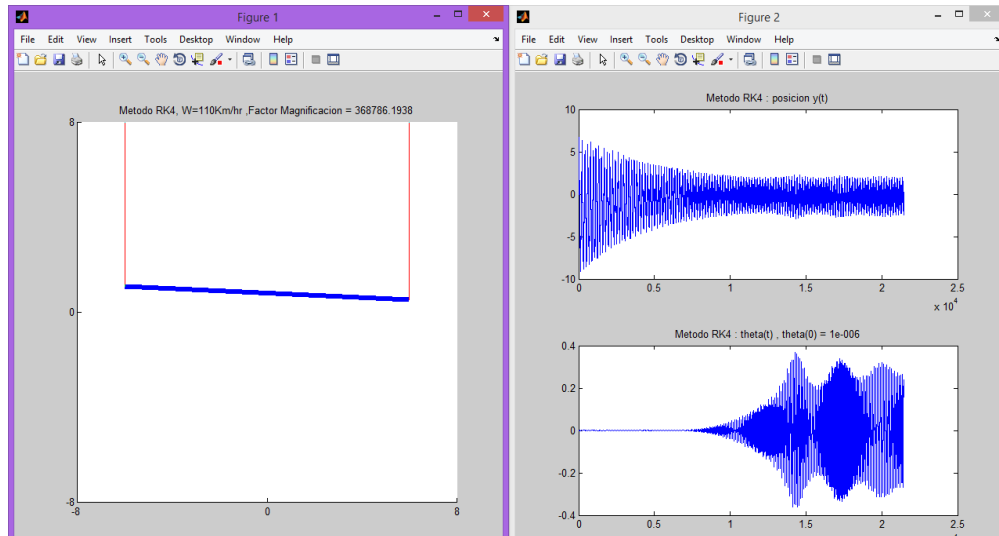 Figure 1
File Edit View Insert Tools Desktop Window Help
Metodo RK4, W=110Km/hr ,Factor Magnificacion = 368786.1938
8
0
-8
-8 0 8
Figure 2
File Edit View Insert Tools Desktop Window Help
Metodo RK4 : posicion y(t)
10
5
0
-5
-10
0 0.5 1 1.5 2 2.5
x 10^4
Metodo RK4 : theta(t) , theta(0) = 1e-006
0.4
0.2
0
-0.2
-0.4
0 0.5 1 1.5 2 2.5